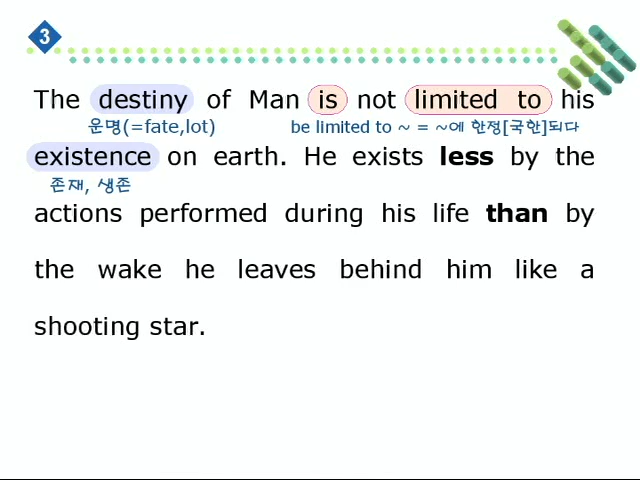 3
The destiny of Man is not limited to his
운명(=fate,lot) be limited to ~ = ~에 한정[국한]되다
existence on earth. He exists less by the
존재, 생존
actions performed during his life than by
the wake he leaves behind him like a
shooting star.